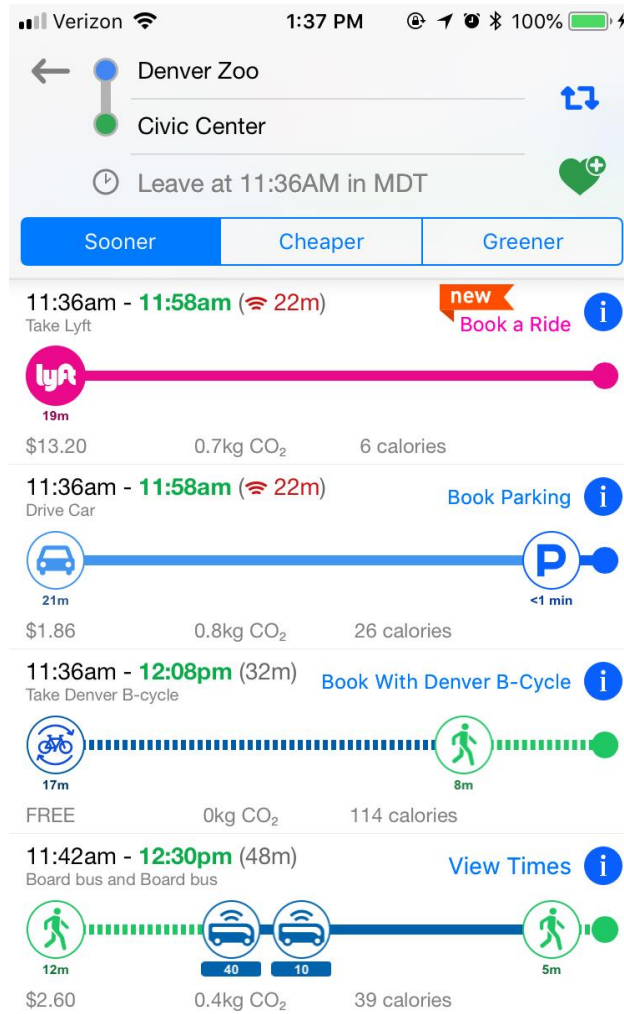 Verizon 1:37 PM 100%
Denver Zoo
Civic Center
Leave at 11:36AM in MDT
Sooner Cheaper Greener
11:36am - 11:58am (22m) new
Take Lyft Book a Ride i
lyft
19m
$13.20 0.7kg CO₂ 6 calories
11:36am - 11:58am (22m) Book Parking i
Drive Car
P
21m <1 min
$1.86 0.8kg CO₂ 26 calories
11:36am - 12:08pm (32m) Book With Denver B-Cycle i
Take Denver B-cycle
17m 8m
FREE 0kg CO₂ 114 calories
11:42am - 12:30pm (48m) View Times i
Board bus and Board bus
12m 40 10 5m
$2.60 0.4kg CO₂ 39 calories